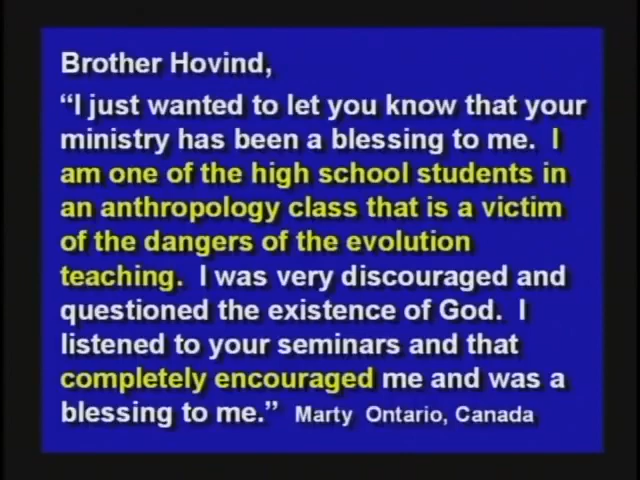 Brother Hovind,
“I just wanted to let you know that your
ministry has been a blessing to me.  I
am one of the high school students in
an anthropology class that is a victim
of the dangers of the evolution
teaching.  I was very discouraged and
questioned the existence of God.  I
listened to your seminars and that
completely encouraged me and was a
blessing to me.”  Marty  Ontario, Canada